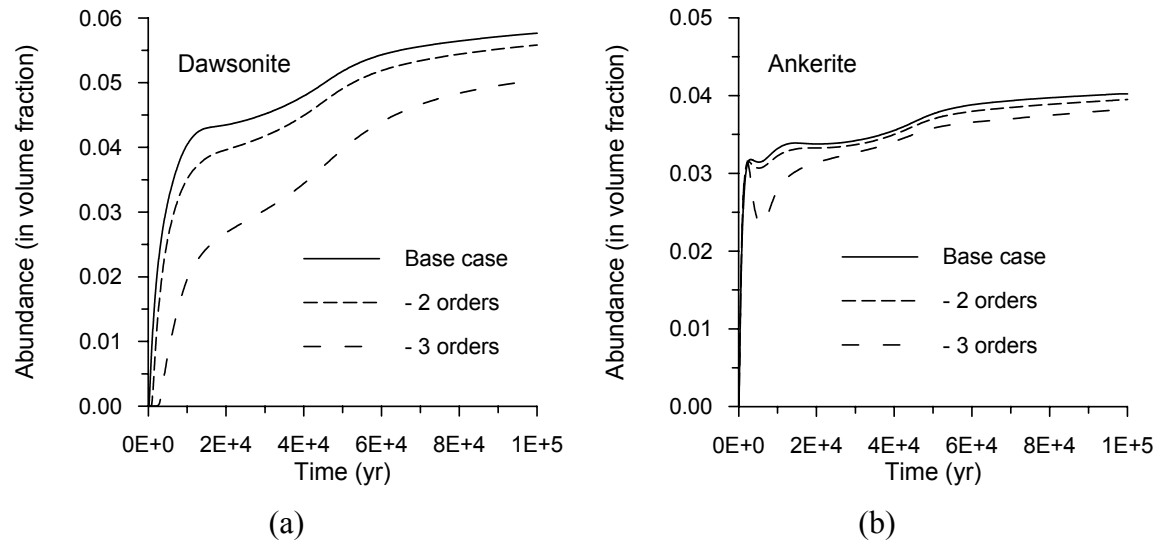 Abundance (in volume fraction)
0.06
0.05
0.04
0.03
0.02
0.01
0.00
Dawsonite
Base case
- 2 orders
- 3 orders
0E+0 2E+4 4E+4 6E+4 8E+4 1E+5
Time (yr)
(a)
Abundance (in volume fraction)
0.05
0.04
0.03
0.02
0.01
0.00
Ankerite
Base case
- 2 orders
- 3 orders
0E+0 2E+4 4E+4 6E+4 8E+4 1E+5
Time (yr)
(b)